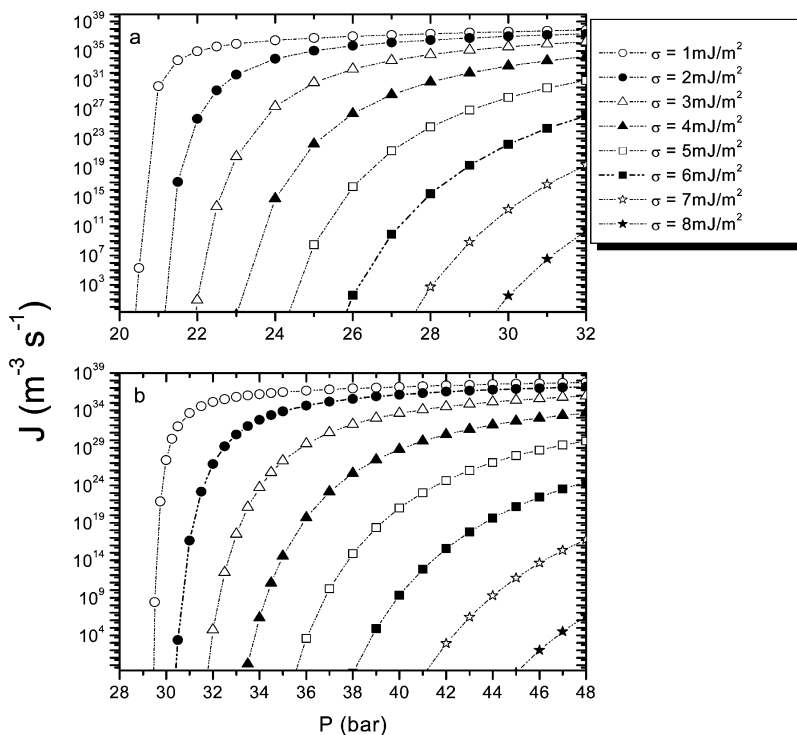 a
10^39
10^35
10^31
10^27
10^23
10^19
10^15
10^11
10^7
10^3
20 22 24 26 28 30 32
σ = 1mJ/m^2
σ = 2mJ/m^2
σ = 3mJ/m^2
σ = 4mJ/m^2
σ = 5mJ/m^2
σ = 6mJ/m^2
σ = 7mJ/m^2
σ = 8mJ/m^2
J (m^-3 s^-1)
b
10^39
10^34
10^29
10^24
10^19
10^14
10^9
10^4
28 30 32 34 36 38 40 42 44 46 48
P (bar)